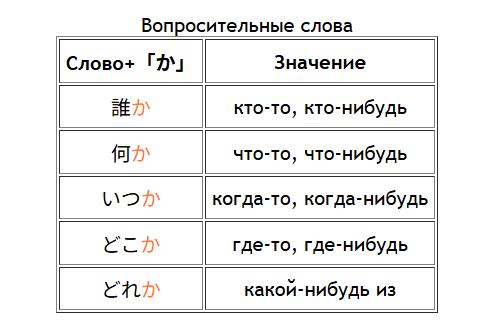 Вопросительные слова
Слово+「か」 Значение
誰か кто-то, кто-нибудь
何か что-то, что-нибудь
いつか когда-то, когда-нибудь
どこか где-то, где-нибудь
どれか какой-нибудь из